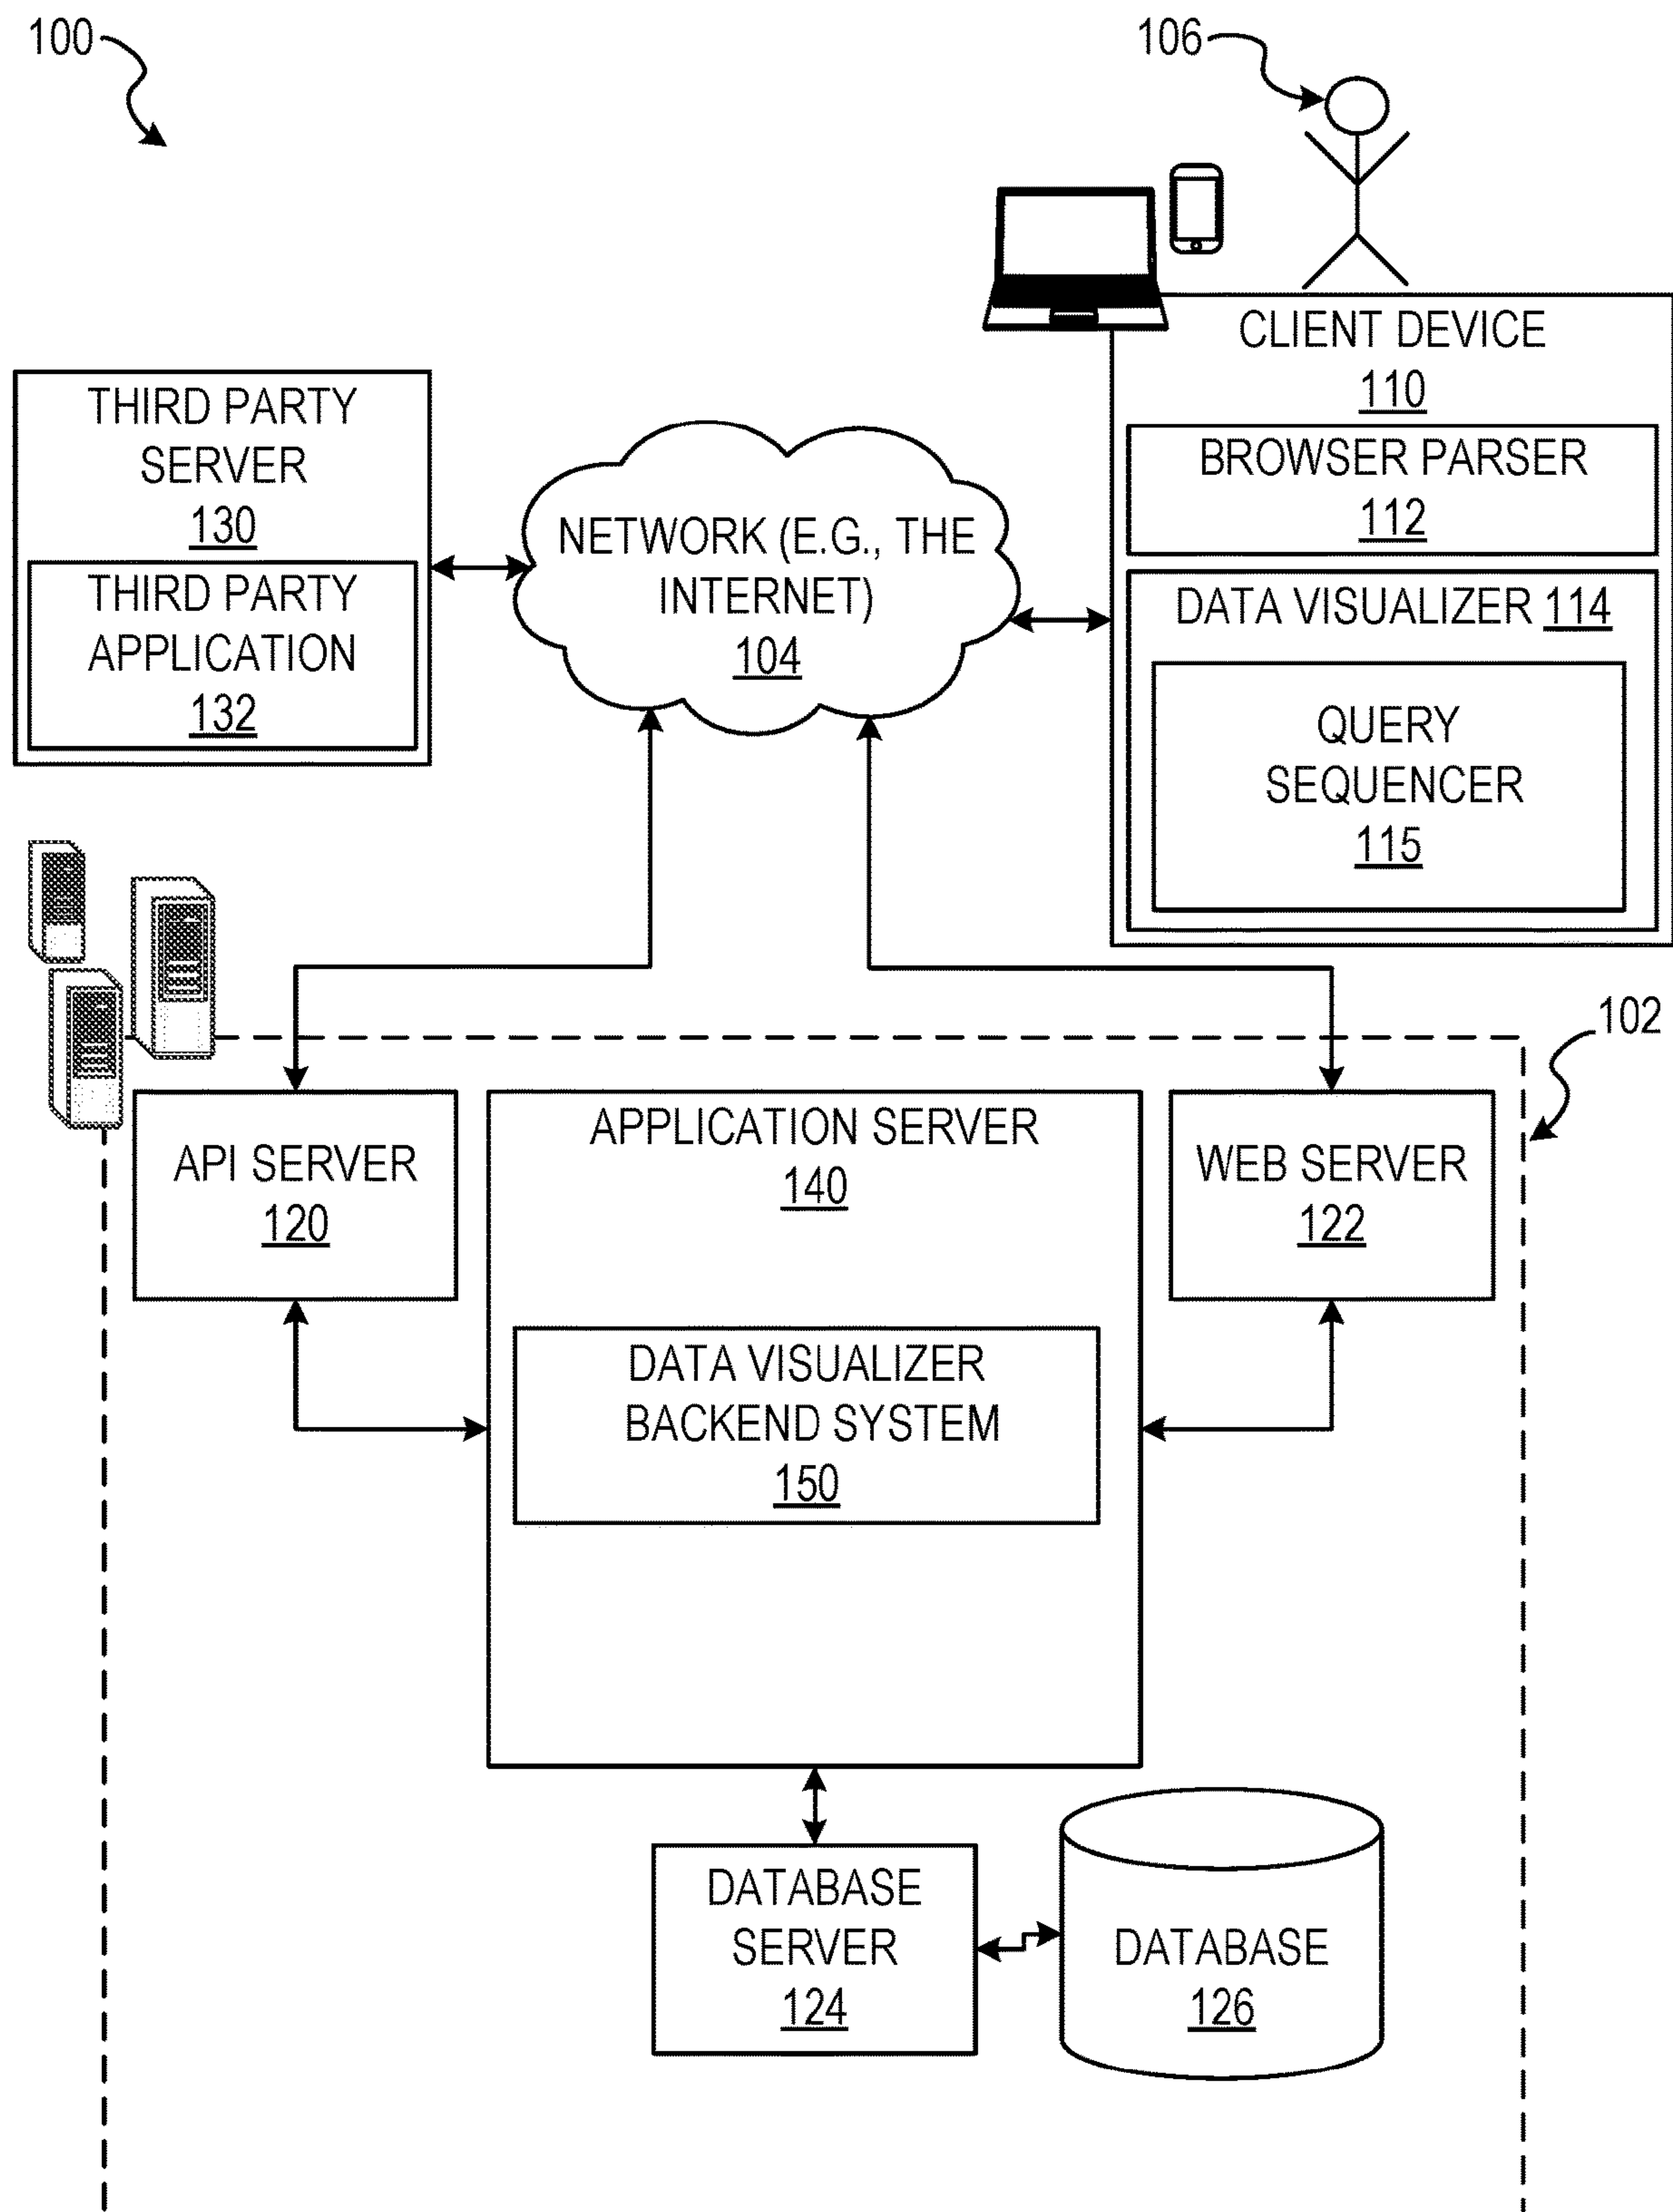 100
106
CLIENT DEVICE
110
BROWSER PARSER
112
DATA VISUALIZER 114
QUERY
SEQUENCER
115
THIRD PARTY
SERVER
130
THIRD PARTY
APPLICATION
132
NETWORK (E.G., THE
INTERNET)
104
102
API SERVER
120
APPLICATION SERVER
140
DATA VISUALIZER
BACKEND SYSTEM
150
WEB SERVER
122
DATABASE
SERVER
124
DATABASE
126